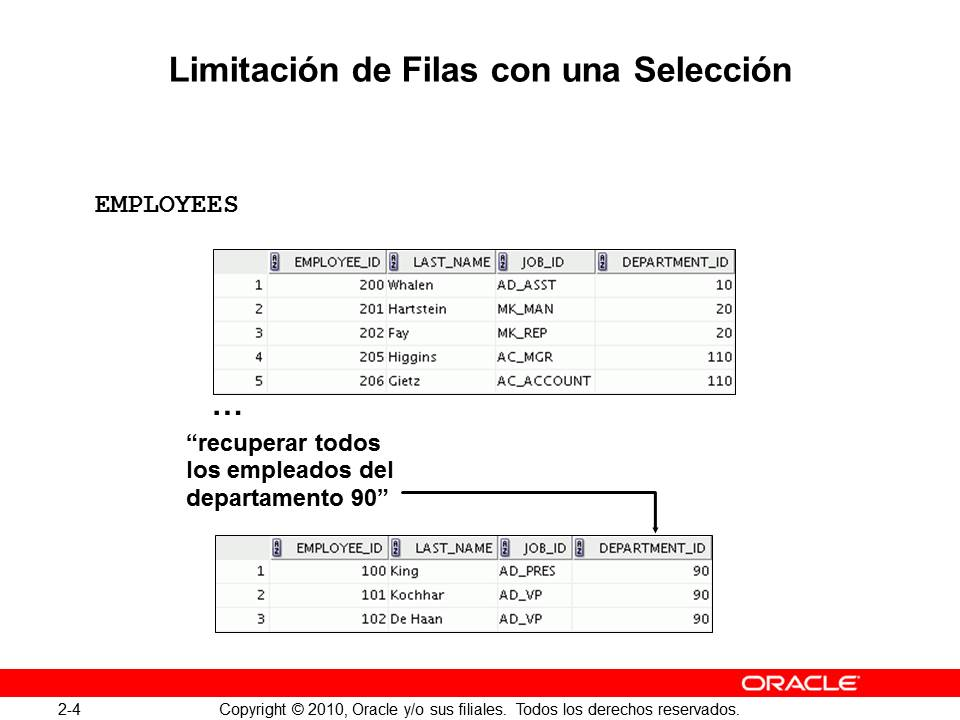 Limitación de Filas con una Selección
EMPLOYEES
EMPLOYEE_ID LAST_NAME JOB_ID DEPARTMENT_ID
1 200 Whalen AD_ASST 10
2 201 Hartstein MK_MAN 20
3 202 Fay MK_REP 20
4 205 Higgins AC_MGR 110
5 206 Gietz AC_ACCOUNT 110
…
“recuperar todos
los empleados del
departamento 90”
EMPLOYEE_ID LAST_NAME JOB_ID DEPARTMENT_ID
1 100 King AD_PRES 90
2 101 Kochhar AD_VP 90
3 102 De Haan AD_VP 90
ORACLE
2-4 Copyright © 2010, Oracle y/o sus filiales. Todos los derechos reservados.